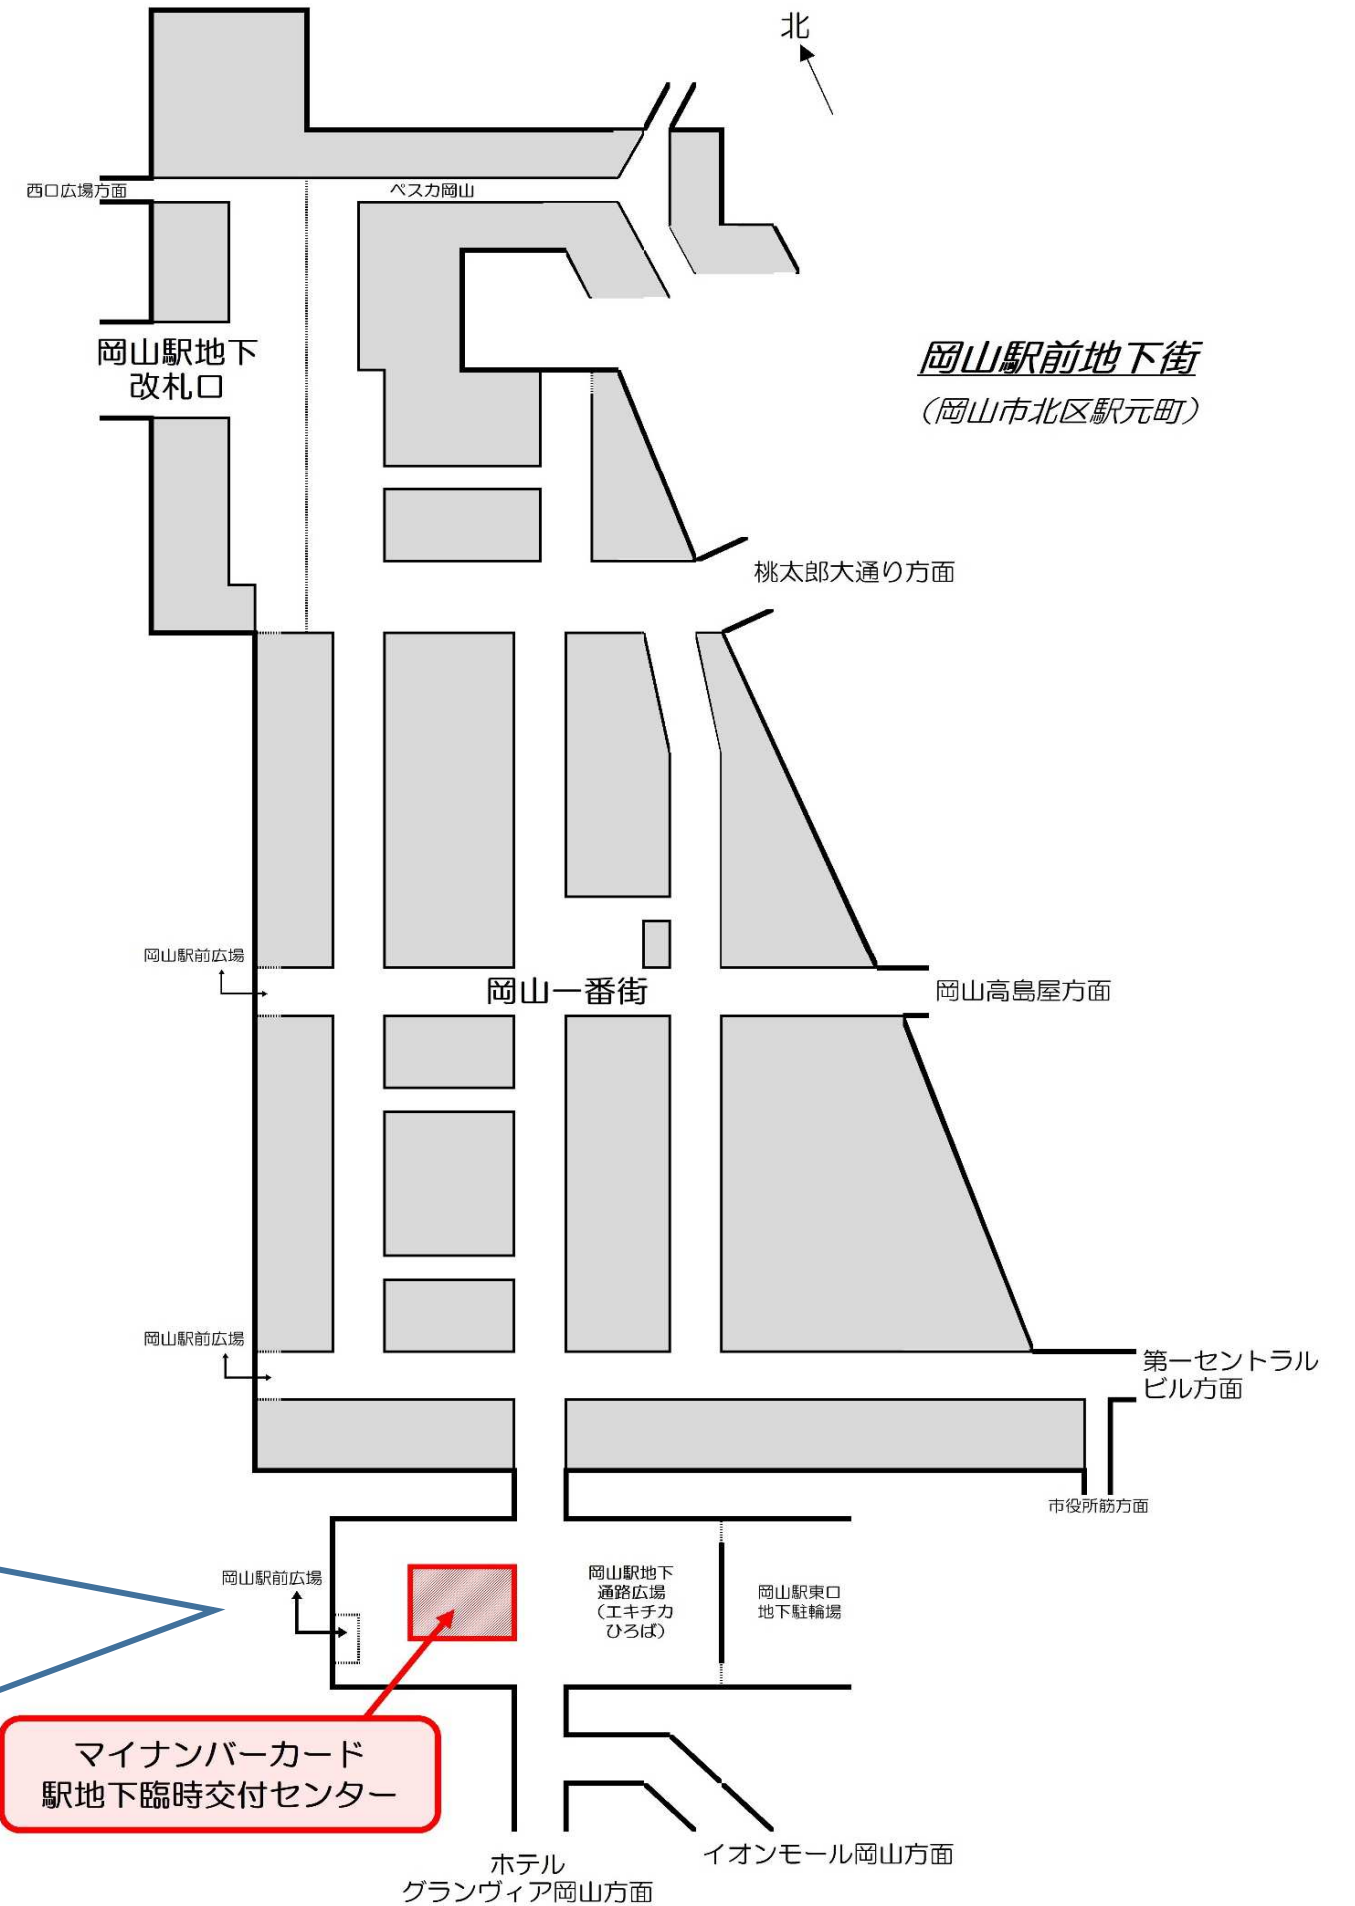 北
西口広場方面
ペスカ岡山
岡山駅地下
改札口
岡山駅前地下街
（岡山市北区駅元町）
桃太郎大通り方面
岡山駅前広場
岡山一番街
岡山高島屋方面
岡山駅前広場
第一セントラル
ビル方面
市役所筋方面
岡山駅前広場
岡山駅地下
通路広場
（エキチカ
ひろば）
岡山駅東口
地下駐輪場
マイナンバーカード
駅地下臨時交付センター
イオンモール岡山方面
ホテル
グランヴィア岡山方面